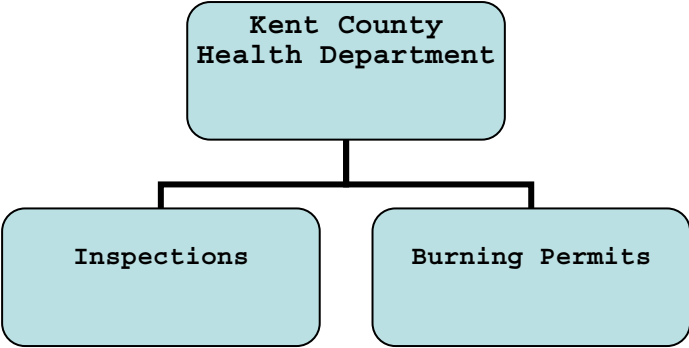 Kent County
Health Department
Inspections
Burning Permits